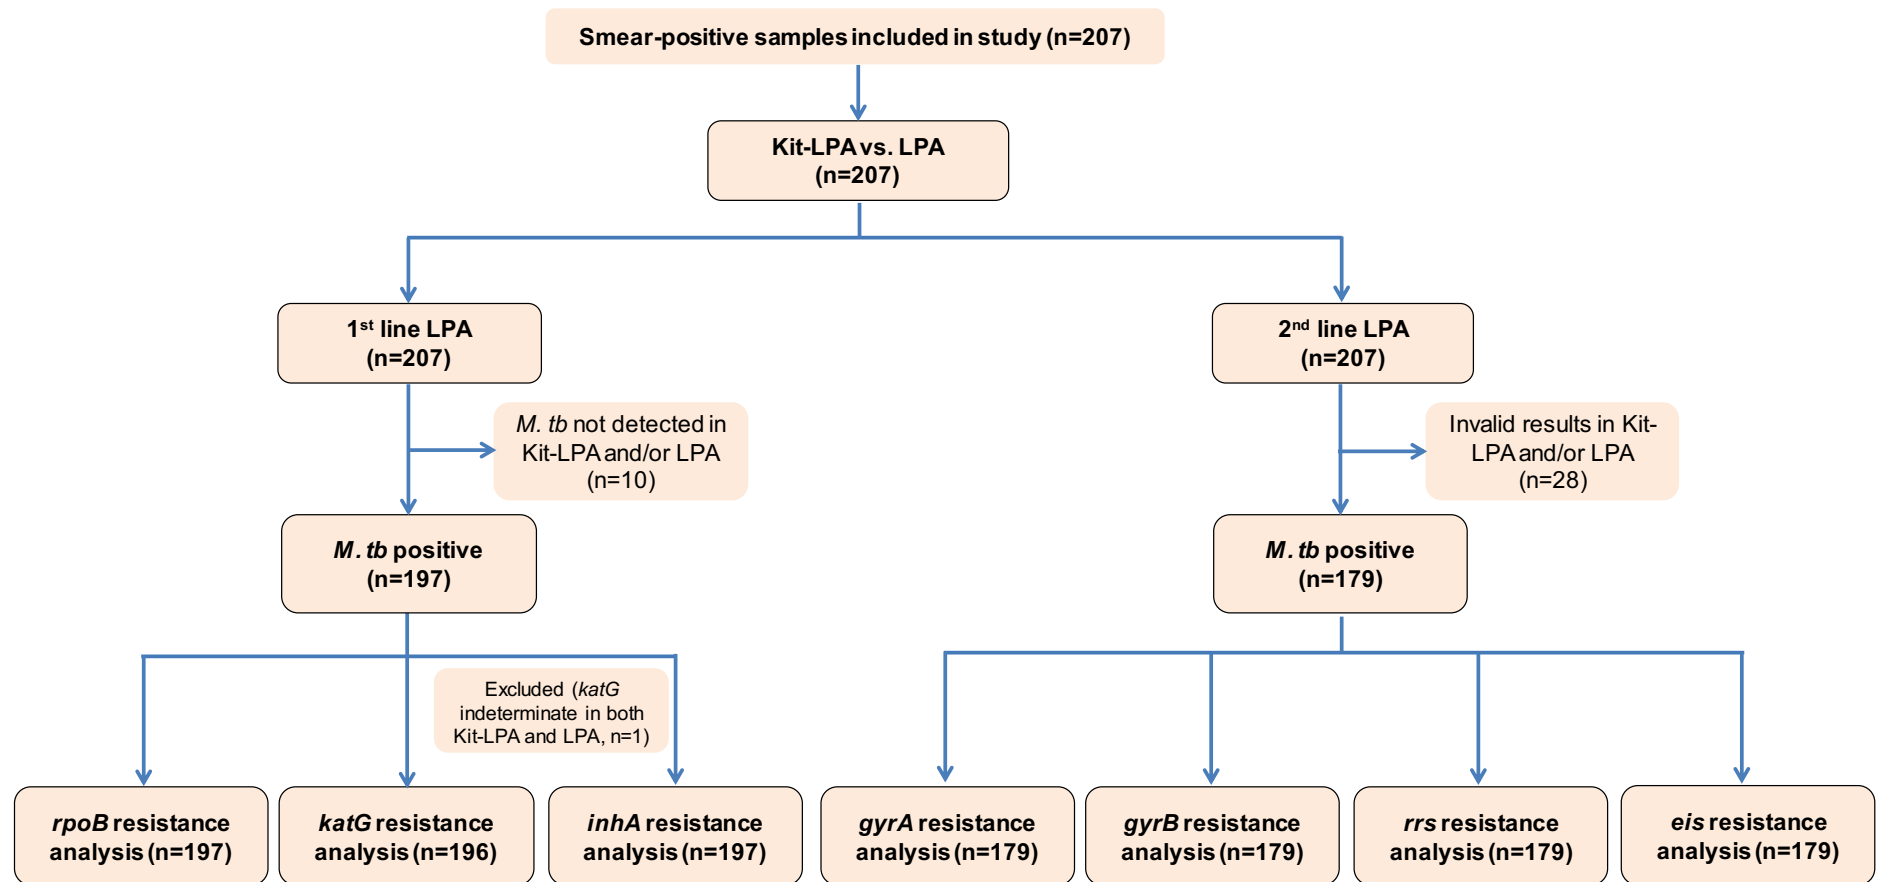 Smear-positive samples included in study (n=207)
Kit-LPA vs. LPA
(n=207)
1st line LPA
(n=207)
2nd line LPA
(n=207)
M. tb not detected in
Kit-LPA and/or LPA
(n=10)
Invalid results in Kit-
LPA and/or LPA
(n=28)
M. tb positive
(n=197)
M. tb positive
(n=179)
Excluded (katG
indeterminate in both
Kit-LPA and LPA, n=1)
rpoB resistance
analysis (n=197)
katG resistance
analysis (n=196)
inhA resistance
analysis (n=197)
gyrA resistance
analysis (n=179)
gyrB resistance
analysis (n=179)
rrs resistance
analysis (n=179)
eis resistance
analysis (n=179)